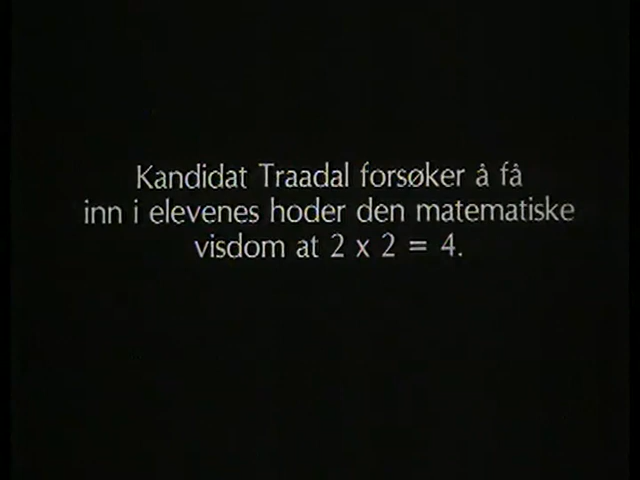 Kandidat Traadal forsøker å få
inn i elevenes hoder den matematiske
visdom at 2 x 2 = 4.